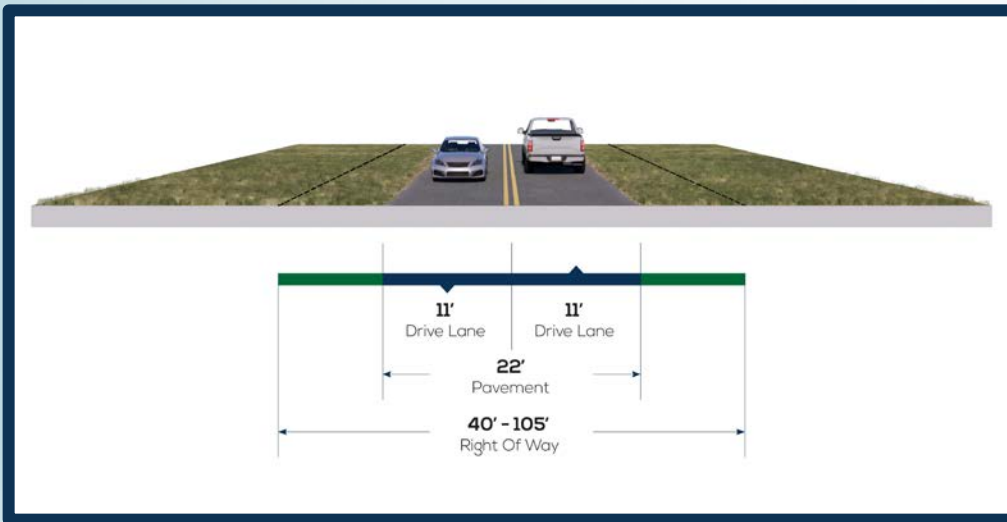 11' 11'
Drive Lane Drive Lane
22'
Pavement
40' - 105'
Right Of Way